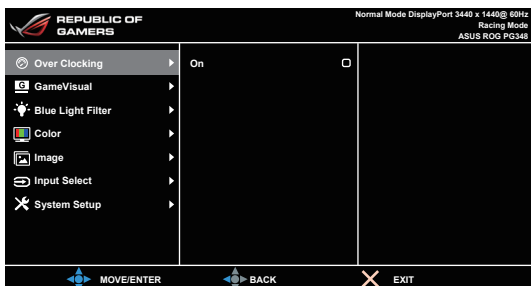 REPUBLIC OF
GAMERS
Normal Mode DisplayPort 3440 x 1440@ 60Hz
Racing Mode
ASUS ROG PG348
Over Clocking
On
G GameVisual
Blue Light Filter
Color
Image
Input Select
System Setup
MOVE/ENTER
BACK
EXIT